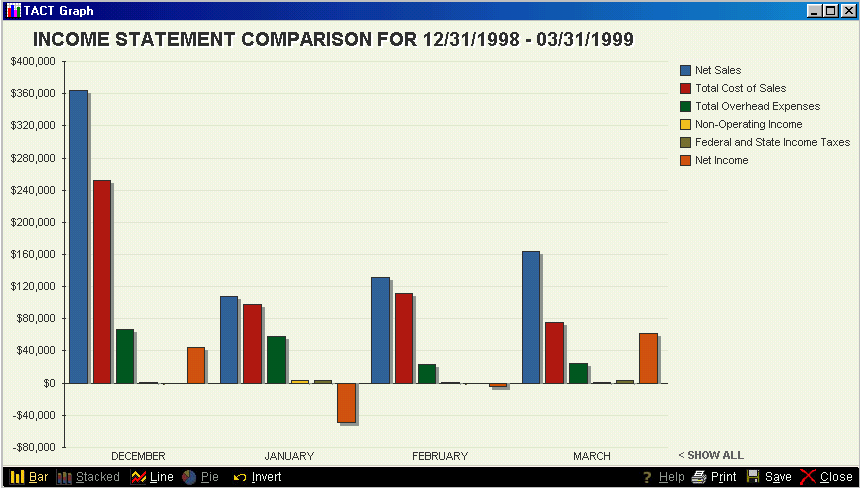 TACT Graph
INCOME STATEMENT COMPARISON FOR 12/31/1998 - 03/31/1999
$400,000
$360,000
$320,000
$280,000
$240,000
$200,000
$160,000
$120,000
$80,000
$40,000
$0
-$40,000
-$80,000
DECEMBER JANUARY FEBRUARY MARCH
Net Sales
Total Cost of Sales
Total Overhead Expenses
Non-Operating Income
Federal and State Income Taxes
Net Income
< SHOW ALL
Bar Stacked Line Pie Invert ? Help Print Save Close